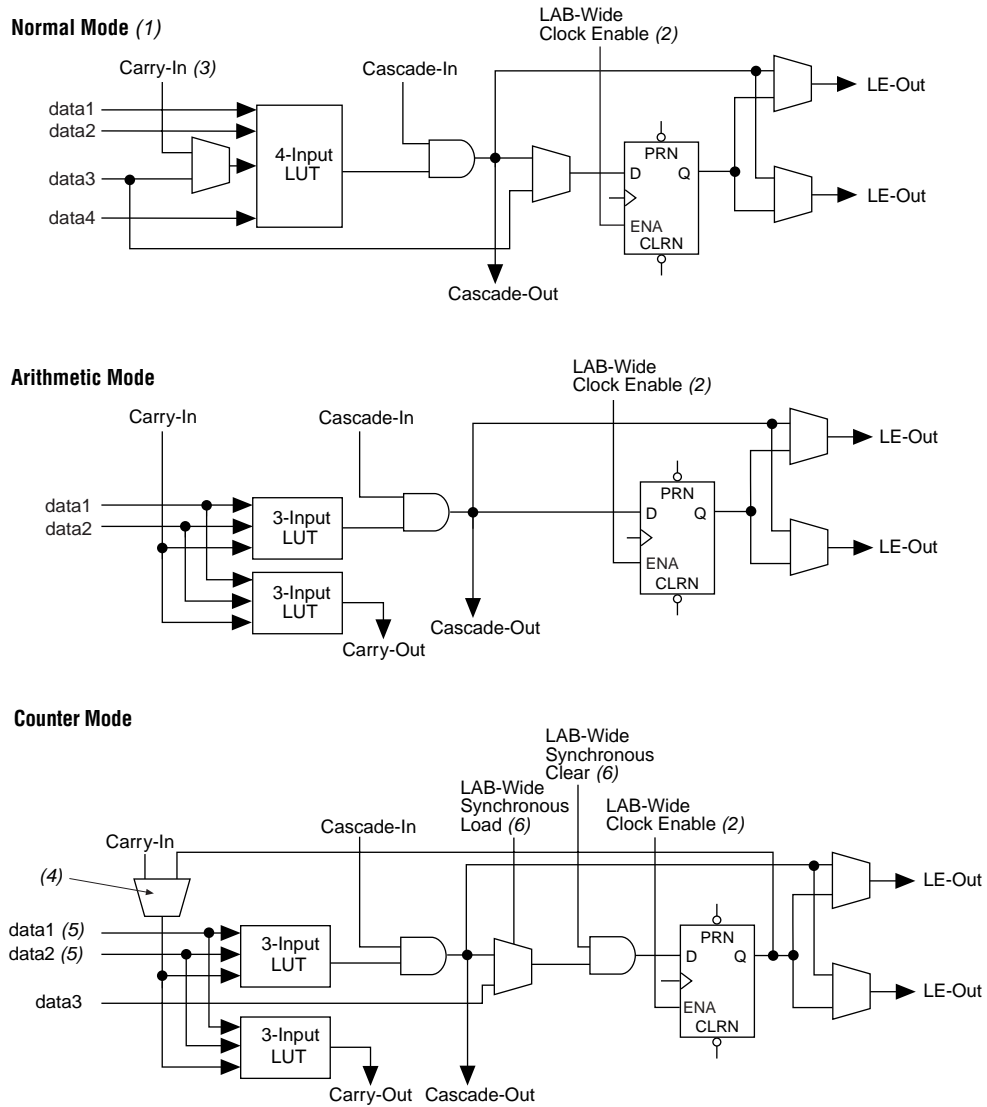 Normal Mode (1)
LAB-Wide
Clock Enable (2)
Carry-In (3)
Cascade-In
LE-Out
data1
data2
4-Input
LUT
PRN
D
Q
data3
LE-Out
data4
ENA
CLRN
Cascade-Out
Arithmetic Mode
LAB-Wide
Clock Enable (2)
Carry-In
Cascade-In
LE-Out
data1
data2
3-Input
LUT
PRN
D
Q
LE-Out
ENA
CLRN
3-Input
LUT
Cascade-Out
Carry-Out
Counter Mode
LAB-Wide
Synchronous
Clear (6)
LAB-Wide
Synchronous
Load (6)
LAB-Wide
Clock Enable (2)
Cascade-In
Carry-In
(4)
LE-Out
data1 (5)
data2 (5)
3-Input
LUT
PRN
D
Q
data3
LE-Out
ENA
CLRN
3-Input
LUT
Carry-Out
Cascade-Out